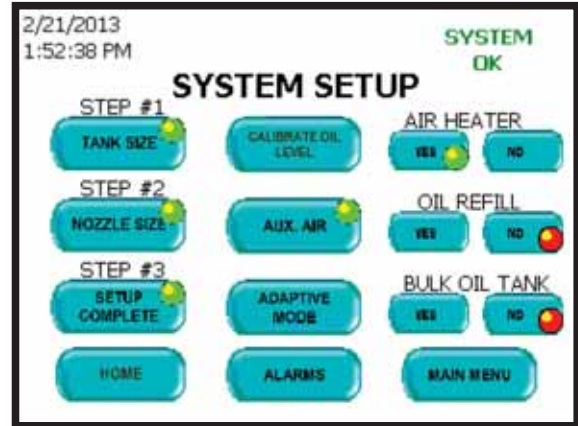 2/21/2013
1:52:38 PM
SYSTEM
OK
SYSTEM SETUP
STEP #1
TANK SIZE
CALIBRATE OIL
LEVEL
AIR HEATER
YES
NO
STEP #2
NOZZLE SIZE
AUX. AIR
OIL REFILL
YES
NO
STEP #3
SETUP
COMPLETE
ADAPTIVE
MODE
BULK OIL TANK
YES
NO
HOME
ALARMS
MAIN MENU